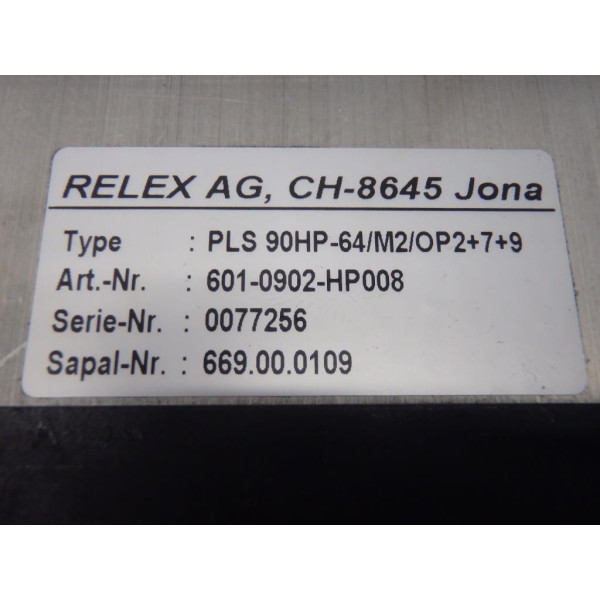 RELEX AG, CH-8645 Jona
Type : PLS 90HP-64/M2/OP2+7+9
Art.-Nr. : 601-0902-HP008
Serie-Nr. : 0077256
Sapal-Nr. : 669.00.0109